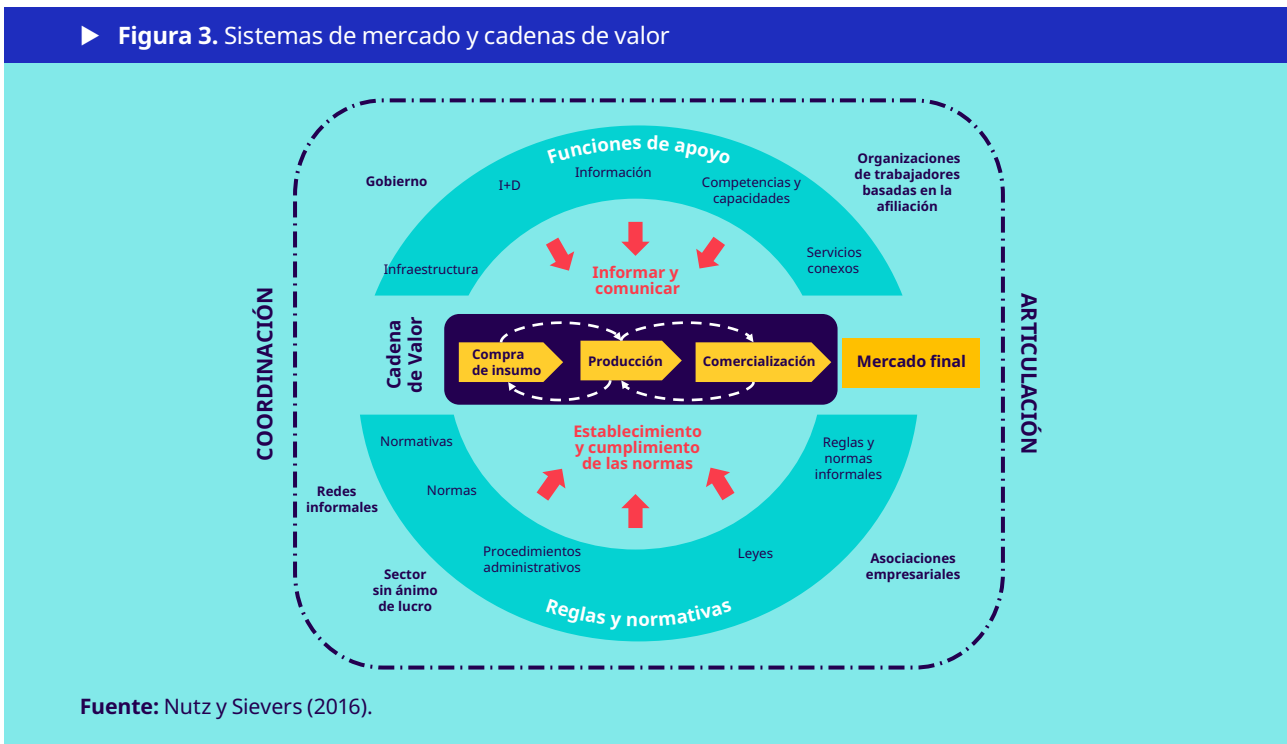 Figura 3. Sistemas de mercado y cadenas de valor
Funciones de apoyo
Gobierno
I+D
Información
Competencias y
capacidades
Organizaciones
de trabajadores
basadas en la
afiliación
Infraestructura
Servicios
conexos
Informar y
comunicar
COORDINACIÓN
Cadena
de Valor
Compra
de insumo
Producción
Comercialización
Mercado final
ARTICULACIÓN
Establecimiento
y cumplimiento
de las normas
Normativas
Reglas y
normas
informales
Normas
Redes
informales
Procedimientos
administrativos
Leyes
Sector
sin ánimo
de lucro
Asociaciones
empresariales
Reglas y normativas
Fuente: Nutz y Sievers (2016).